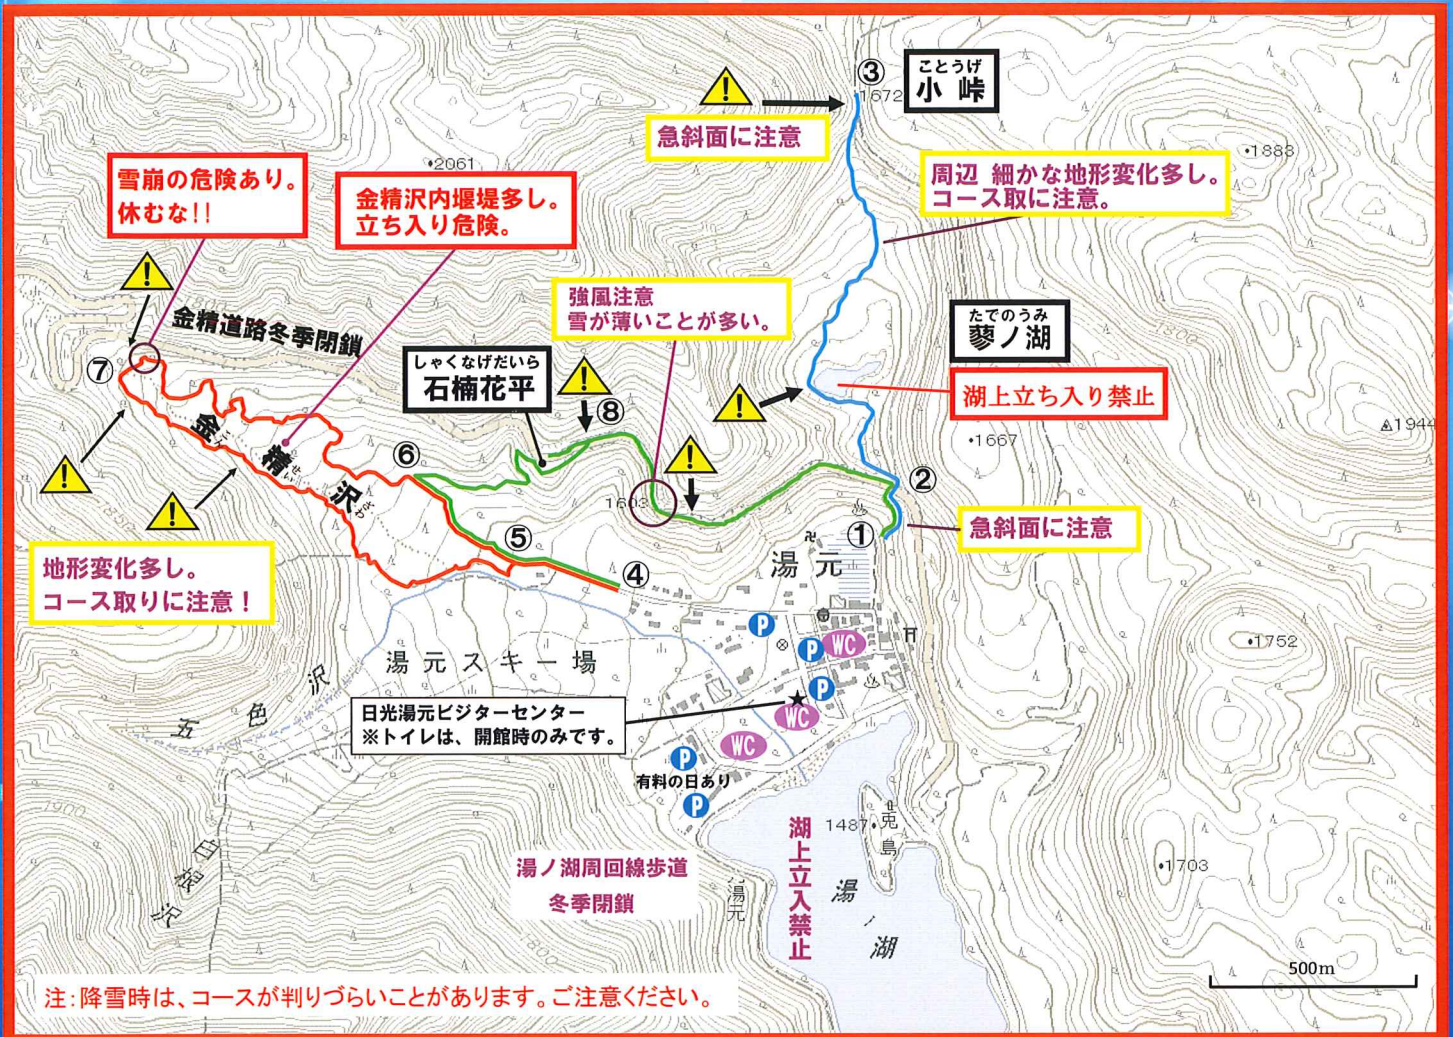 ③
1672
ことうげ
小峠
急斜面に注意
・1883
・2061
雪崩の危険あり。
休むな!!
金精沢内堰堤多し。
立ち入り危険。
周辺 細かな地形変化多し。
コース取に注意。
強風注意
雪が薄いことが多い。
金精道路冬季閉鎖
たでのうみ
蓼ノ湖
⑦
しゃくなげだいら
石楠花平
湖上立ち入り禁止
⑧
金精沢
こんせいざわ
・1667
1944
⑥
②
1603
⑤
①
急斜面に注意
地形変化多し。
コース取りに注意!
④
湯元
P
P
WC
・1752
湯元スキー場
P
五色沢
日光湯元ビジターセンター
※トイレは、開館時のみです。
WC
WC
P
有料の日あり
P
1900
白根沢
湖上立入禁止
1487・
兎島
・1703
湯ノ湖周回線歩道
冬季閉鎖
湯元
湯ノ湖
500m
注:降雪時は、コースが判りづらいことがあります。ご注意ください。